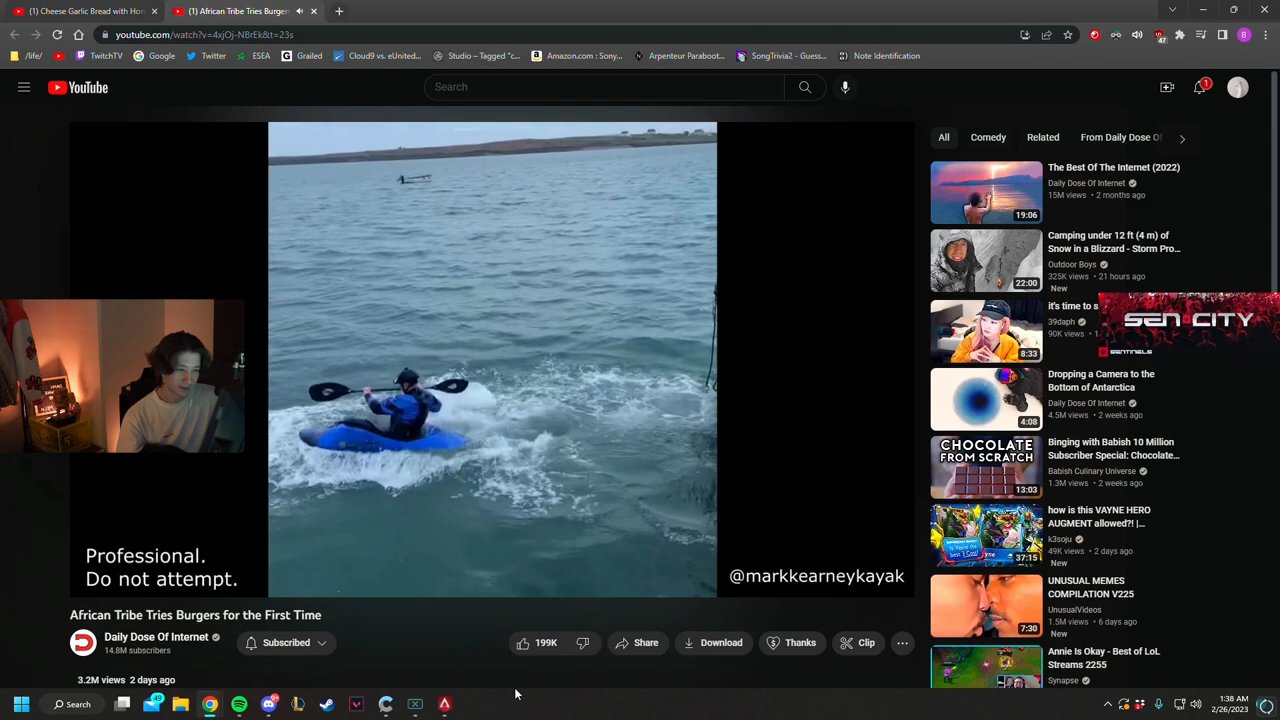 (1) Cheese Garlic Bread with Hon
(1) African Tribe Tries Burgers
youtube.com/watch?v=4xjOj-NBrEk&t=23s
/life/
TwitchTV
Google
Twitter
ESEA
Grailed
Cloud9 vs. eUnited...
Studio – Tagged "c...
Amazon.com : Sony...
Arpenteur Paraboot...
SongTrivia2 - Guess...
Note Identification
47
B
YouTube
Search
1
All
Comedy
Related
From Daily Dose Of
The Best Of The Internet (2022)
Daily Dose Of Internet
15M views • 2 months ago
19:06
Camping under 12 ft (4 m) of
Snow in a Blizzard - Storm Pro...
Outdoor Boys
325K views • 21 hours ago
New
22:00
it's time to s
39daph
90K views • 1
8:33
SEN CITY
SENTINELS
Dropping a Camera to the
Bottom of Antarctica
Daily Dose Of Internet
4.5M views • 2 weeks ago
4:08
CHOCOLATE
FROM SCRATCH
13:03
Binging with Babish 10 Million
Subscriber Special: Chocolate...
Babish Culinary Universe
1.3M views • 2 weeks ago
how is this VAYNE HERO
AUGMENT allowed?! |...
k3soju
49K views • 2 days ago
New
37:15
UNUSUAL MEMES
COMPILATION V225
UnusualVideos
1.5M views • 6 days ago
New
7:30
Annie Is Okay - Best of LoL
Streams 2255
Synapse
Professional.
Do not attempt.
@markkearneykayak
African Tribe Tries Burgers for the First Time
Daily Dose Of Internet
14.8M subscribers
Subscribed
199K
Share
Download
Thanks
Clip
3.2M views 2 days ago
Search
49
1:38 AM
2/26/2023